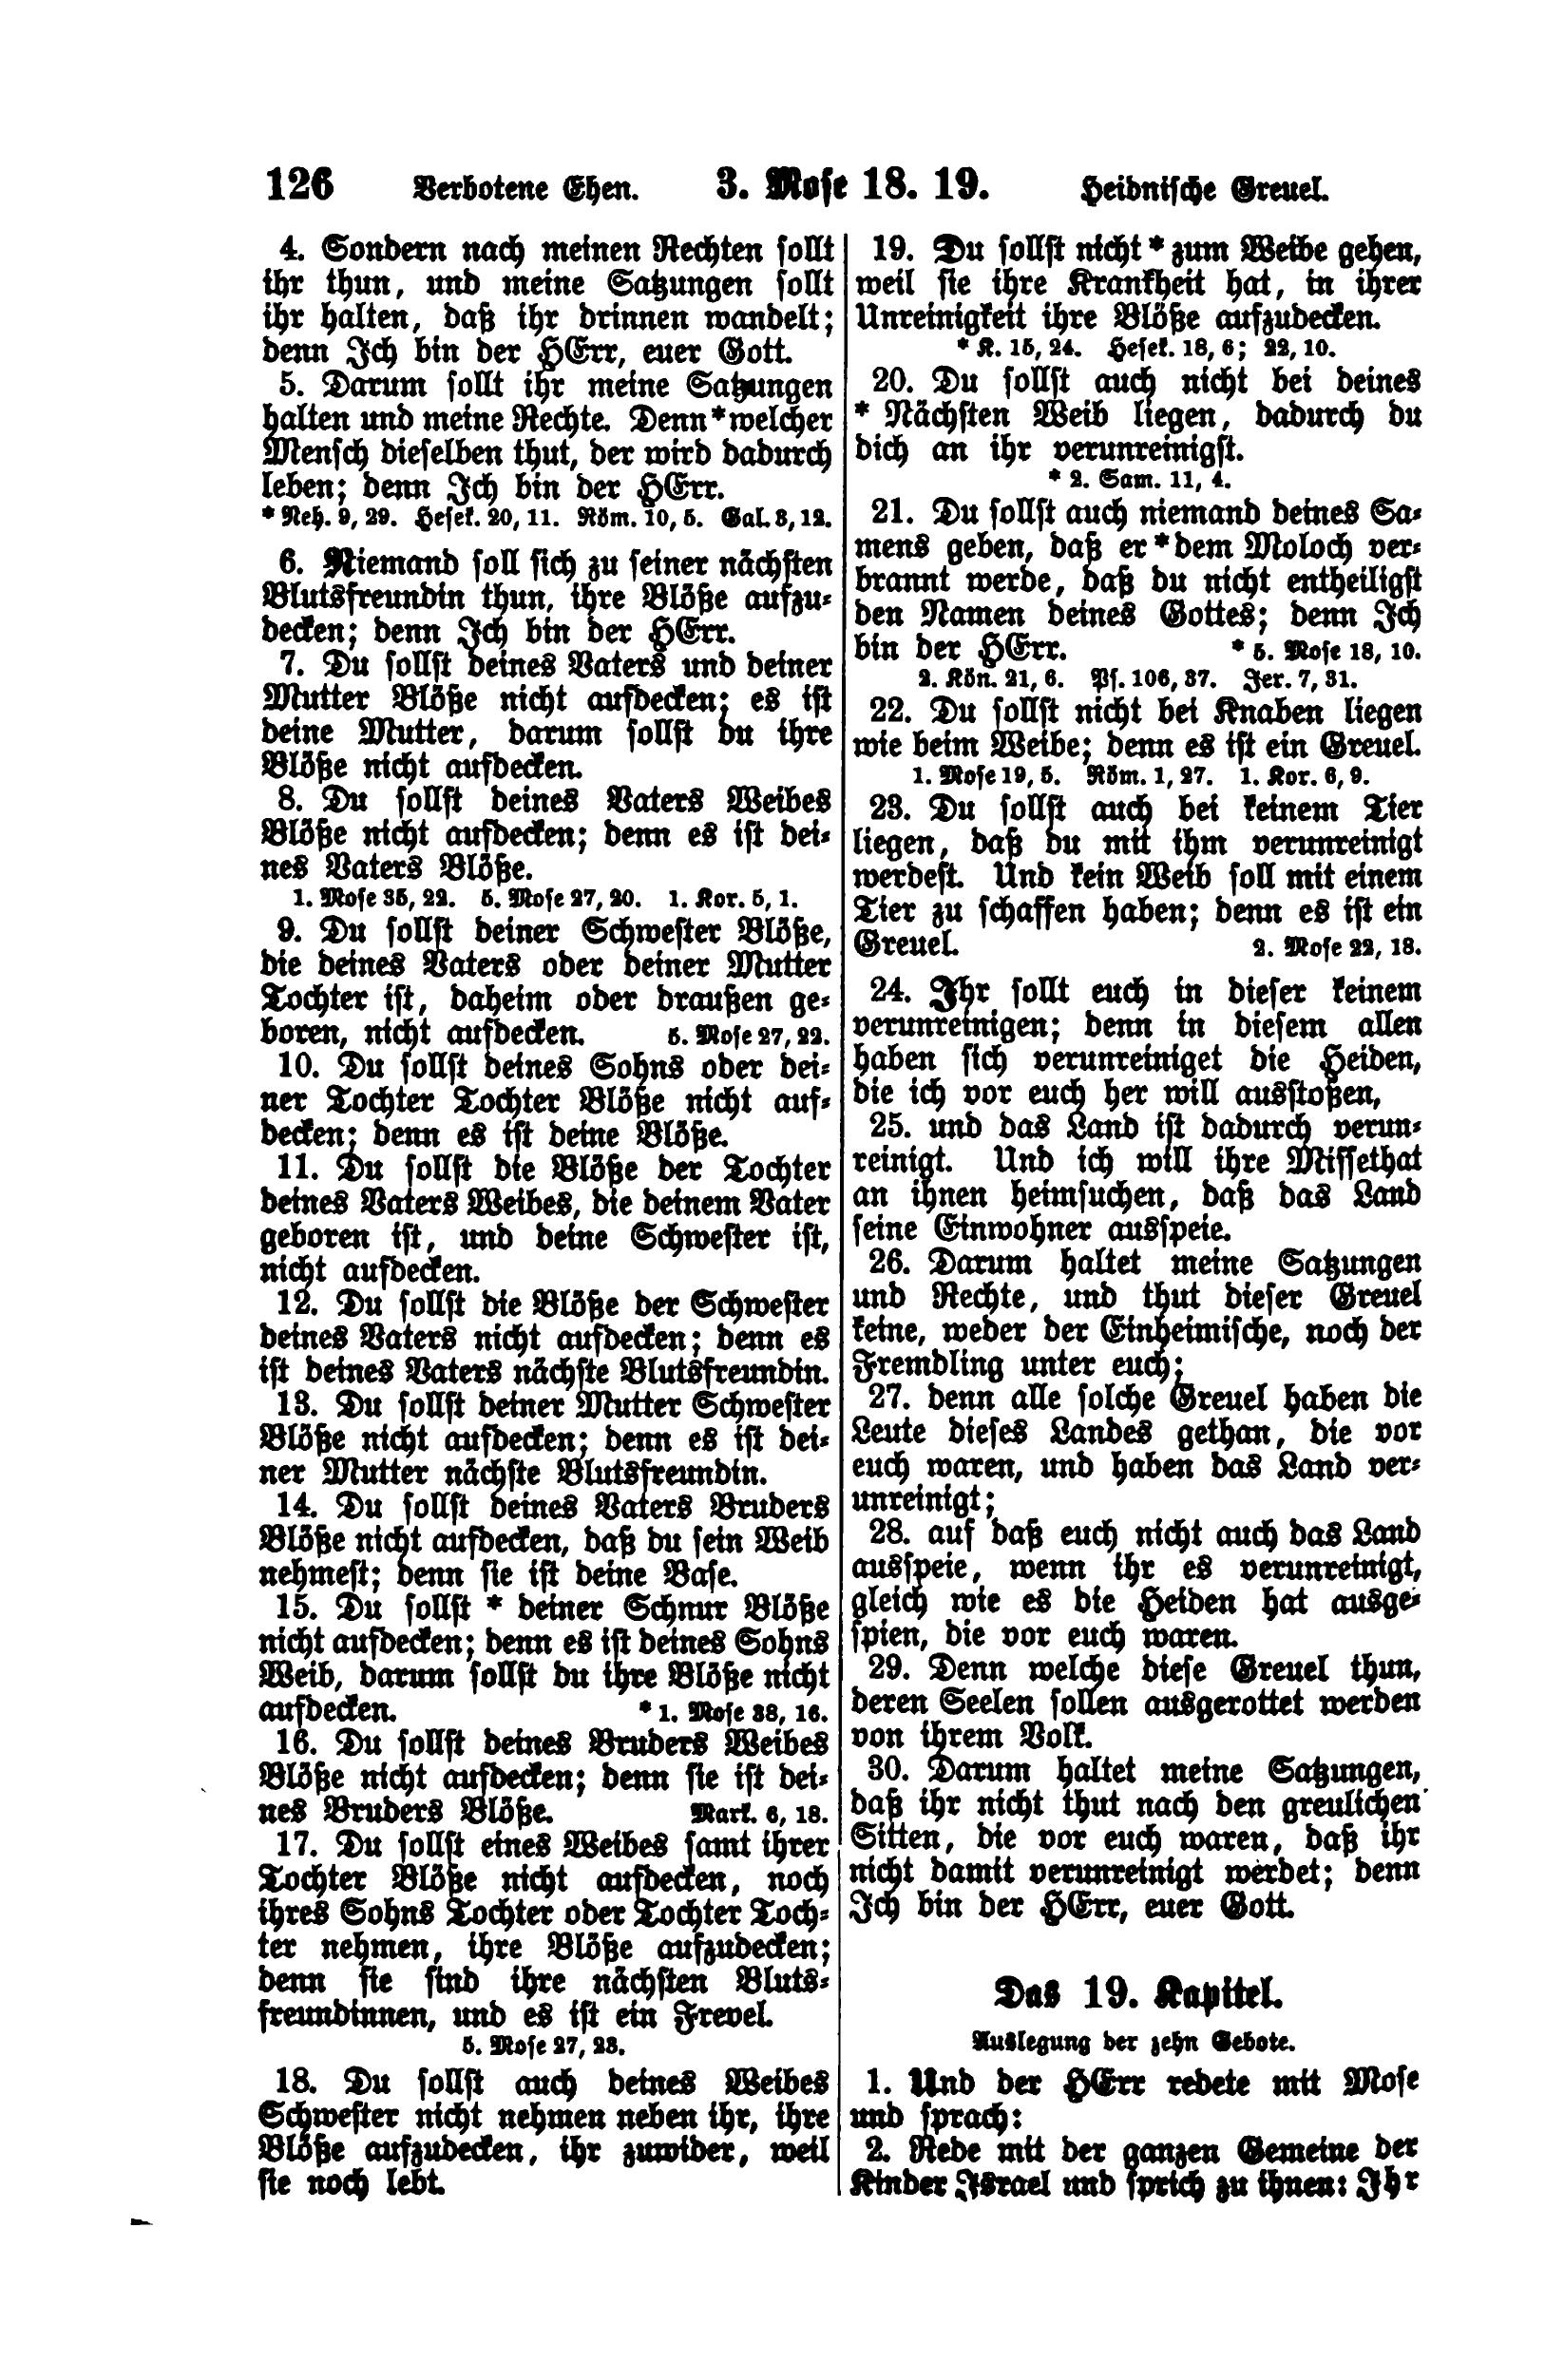 126 Verbotene Ehen. 3. Mose 18. 19. Heidnische Greuel.
4. Sondern nach meinen Rechten sollt
ihr thun, und meine Satzungen sollt
ihr halten, daß ihr drinnen wandelt;
denn Ich bin der HErr, euer Gott.
5. Darum sollt ihr meine Satzungen
halten und meine Rechte. Denn * welcher
Mensch dieselben thut, der wird dadurch
leben; denn Ich bin der HErr.
* Neh. 9, 29. Hesek. 20, 11. Röm. 10, 5. Gal. 3, 12.
6. Niemand soll sich zu seiner nächsten
Blutsfreundin thun, ihre Blöße aufzu-
decken; denn Ich bin der HErr.
7. Du sollst deines Vaters und deiner
Mutter Blöße nicht aufdecken; es ist
deine Mutter, darum sollst du ihre
Blöße nicht aufdecken.
8. Du sollst deines Vaters Weibes
Blöße nicht aufdecken; denn es ist dei-
nes Vaters Blöße.
1. Mose 35, 22. 5. Mose 27, 20. 1. Kor. 5, 1.
9. Du sollst deiner Schwester Blöße,
die deines Vaters oder deiner Mutter
Tochter ist, daheim oder draußen ge-
boren, nicht aufdecken. 5. Mose 27, 22.
10. Du sollst deines Sohns oder dei-
ner Tochter Tochter Blöße nicht auf-
decken; denn es ist deine Blöße.
11. Du sollst die Blöße der Tochter
deines Vaters Weibes, die deinem Vater
geboren ist, und deine Schwester ist,
nicht aufdecken.
12. Du sollst die Blöße der Schwester
deines Vaters nicht aufdecken; denn es
ist deines Vaters nächste Blutsfreundin.
13. Du sollst deiner Mutter Schwester
Blöße nicht aufdecken; denn es ist dei-
ner Mutter nächste Blutsfreundin.
14. Du sollst deines Vaters Bruders
Blöße nicht aufdecken, daß du sein Weib
nehmest; denn sie ist deine Base.
15. Du sollst * deiner Schnur Blöße
nicht aufdecken; denn es ist deines Sohns
Weib, darum sollst du ihre Blöße nicht
aufdecken. * 1. Mose 38, 16.
16. Du sollst deines Bruders Weibes
Blöße nicht aufdecken; denn sie ist dei-
nes Bruders Blöße. Mark. 6, 18.
17. Du sollst eines Weibes samt ihrer
Tochter Blöße nicht aufdecken, noch
ihres Sohns Tochter oder Tochter Toch-
ter nehmen, ihre Blöße aufzudecken;
denn sie sind ihre nächsten Bluts-
freundinnen, und es ist ein Frevel.
5. Mose 27, 23.
18. Du sollst auch deines Weibes
Schwester nicht nehmen neben ihr, ihre
Blöße aufzudecken, ihr zuwider, weil
sie noch lebt.
19. Du sollst nicht * zum Weibe gehen,
weil sie ihre Krankheit hat, in ihrer
Unreinigkeit ihre Blöße aufzudecken.
* K. 15, 24. Hesek. 18, 6; 22, 10.
20. Du sollst auch nicht bei deines
* Nächsten Weib liegen, dadurch du
dich an ihr verunreinigst.
* 2. Sam. 11, 4.
21. Du sollst auch niemand deines Sa-
mens geben, daß er * dem Moloch ver-
brannt werde, daß du nicht entheiligst
den Namen deines Gottes; denn Ich
bin der HErr. * 5. Mose 18, 10.
2. Kön. 21, 6. Ps. 106, 37. Jer. 7, 31.
22. Du sollst nicht bei Knaben liegen
wie beim Weibe; denn es ist ein Greuel.
1. Mose 19, 5. Röm. 1, 27. 1. Kor. 6, 9.
23. Du sollst auch bei keinem Tier
liegen, daß du mit ihm verunreinigt
werdest. Und kein Weib soll mit einem
Tier zu schaffen haben; denn es ist ein
Greuel. 2. Mose 22, 18.
24. Ihr sollt euch in dieser keinem
verunreinigen; denn in diesem allen
haben sich verunreiniget die Heiden,
die ich vor euch her will ausstoßen,
25. und das Land ist dadurch verun-
reinigt. Und ich will ihre Missethat
an ihnen heimsuchen, daß das Land
seine Einwohner ausspeie.
26. Darum haltet meine Satzungen
und Rechte, und thut dieser Greuel
keine, weder der Einheimische, noch der
Fremdling unter euch;
27. denn alle solche Greuel haben die
Leute dieses Landes gethan, die vor
euch waren, und haben das Land ver-
unreinigt;
28. auf daß euch nicht auch das Land
ausspeie, wenn ihr es verunreinigt,
gleich wie es die Heiden hat ausge-
spien, die vor euch waren.
29. Denn welche diese Greuel thun,
deren Seelen sollen ausgerottet werden
von ihrem Volk.
30. Darum haltet meine Satzungen,
daß ihr nicht thut nach den greulichen
Sitten, die vor euch waren, daß ihr
nicht damit verunreinigt werdet; denn
Ich bin der HErr, euer Gott.
Das 19. Kapitel.
Auslegung der zehn Gebote.
1. Und der HErr redete mit Mose
und sprach:
2. Rede mit der ganzen Gemeine der
Kinder Israel und sprich zu ihnen: Ihr